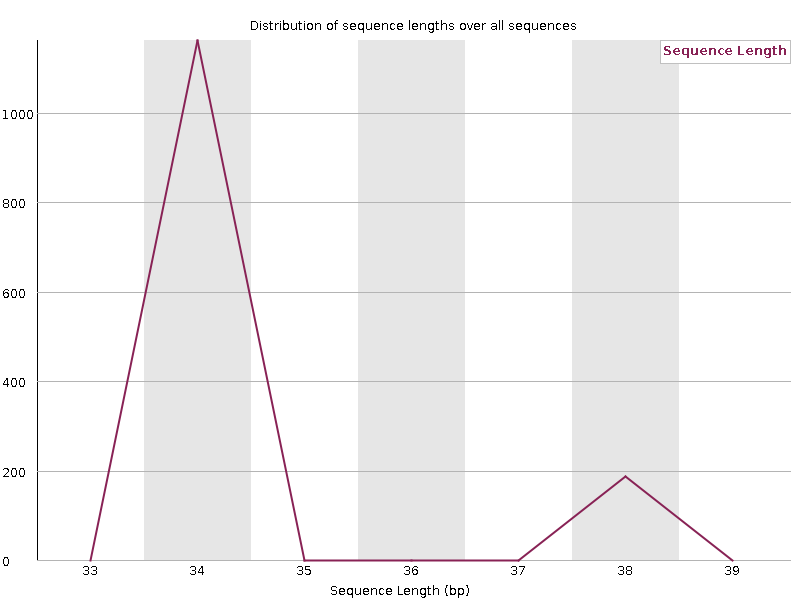 Distribution of sequence lengths over all sequences
Sequence Length
1000
800
600
400
200
0
33 34 35 36 37 38 39
Sequence Length (bp)